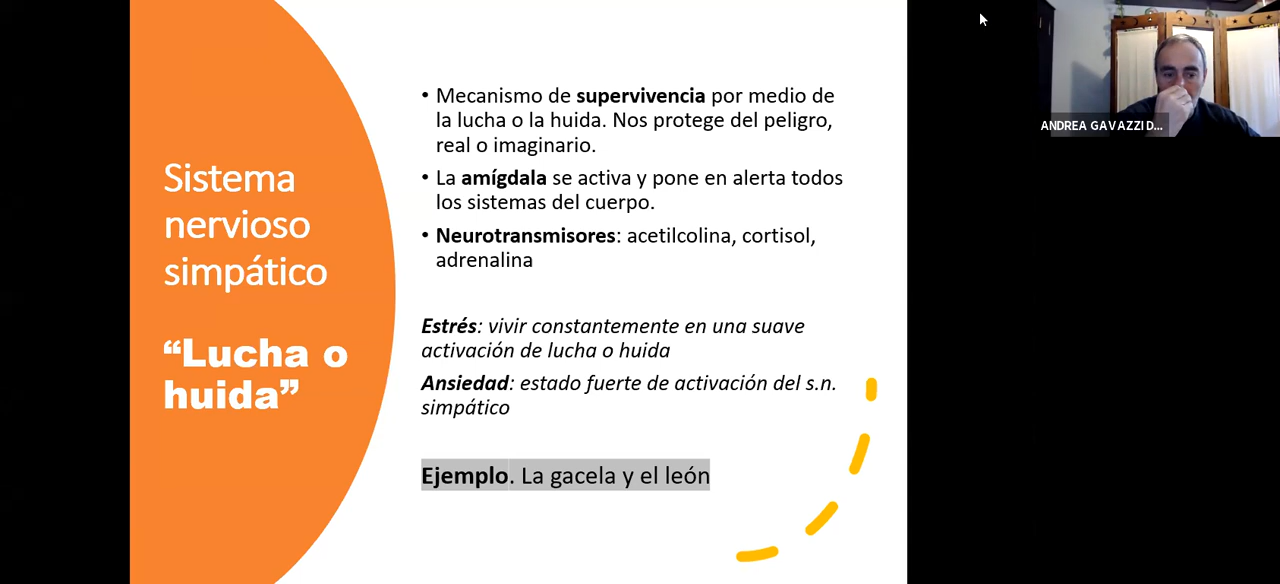 Sistema
nervioso
simpático
“Lucha o
huida”
• Mecanismo de supervivencia por medio de
la lucha o la huida. Nos protege del peligro,
real o imaginario.
• La amígdala se activa y pone en alerta todos
los sistemas del cuerpo.
• Neurotransmisores: acetilcolina, cortisol,
adrenalina
Estrés: vivir constantemente en una suave
activación de lucha o huida
Ansiedad: estado fuerte de activación del s.n.
simpático
Ejemplo. La gacela y el león
ANDREA GAVAZZI D...